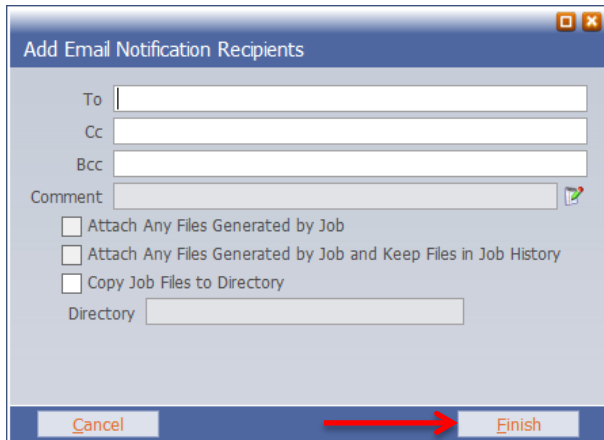 Add Email Notification Recipients
To
Cc
Bcc
Comment
Attach Any Files Generated by Job
Attach Any Files Generated by Job and Keep Files in Job History
Copy Job Files to Directory
Directory
Cancel Finish